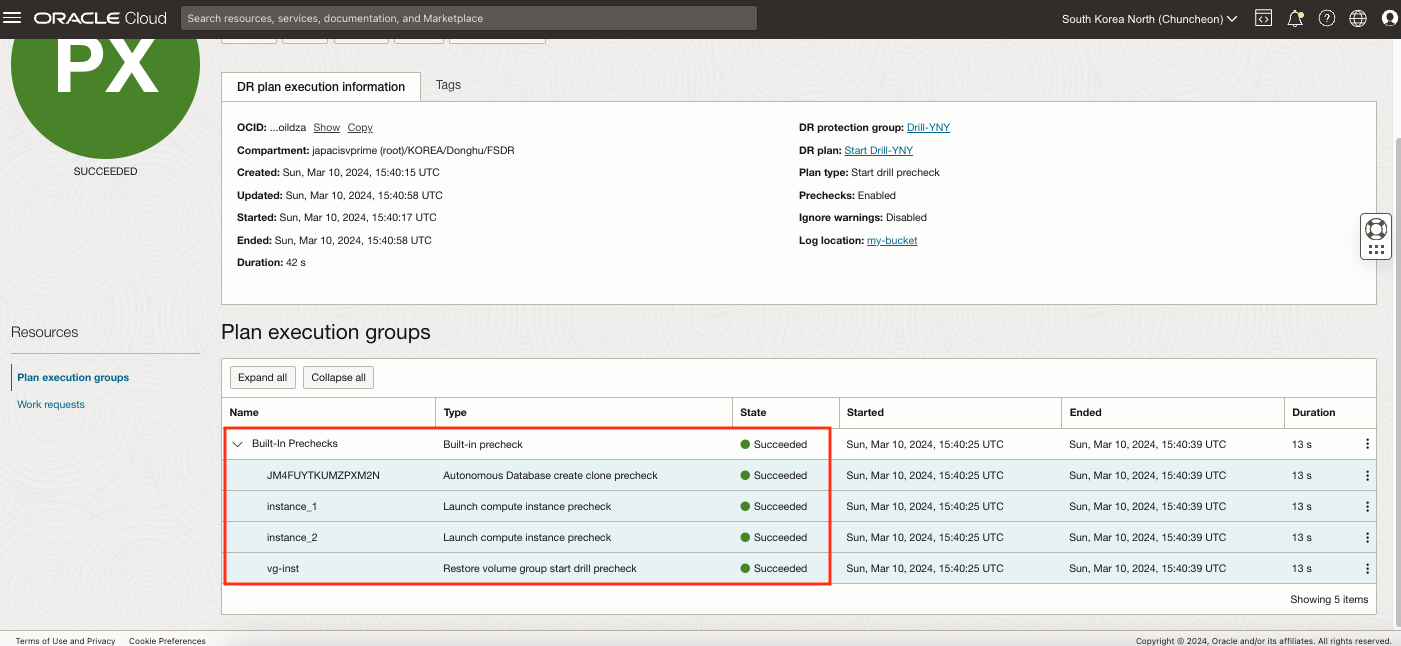 ORACLE Cloud
Search resources, services, documentation, and Marketplace
South Korea North (Chuncheon)
PX
SUCCEEDED
DR plan execution information
Tags
OCID: ...oildza Show Copy
Compartment: japacisvprime (root)/KOREA/Donghu/FSDR
Created: Sun, Mar 10, 2024, 15:40:15 UTC
Updated: Sun, Mar 10, 2024, 15:40:58 UTC
Started: Sun, Mar 10, 2024, 15:40:17 UTC
Ended: Sun, Mar 10, 2024, 15:40:58 UTC
Duration: 42 s
DR protection group: Drill-YNY
DR plan: Start Drill-YNY
Plan type: Start drill precheck
Prechecks: Enabled
Ignore warnings: Disabled
Log location: my-bucket
Resources
Plan execution groups
Work requests
Plan execution groups
Expand all Collapse all
Name Type State Started Ended Duration
Built-In Prechecks Built-in precheck Succeeded Sun, Mar 10, 2024, 15:40:25 UTC Sun, Mar 10, 2024, 15:40:39 UTC 13 s
JM4FUYTKUMZPXM2N Autonomous Database create clone precheck Succeeded Sun, Mar 10, 2024, 15:40:25 UTC Sun, Mar 10, 2024, 15:40:39 UTC 13 s
instance_1 Launch compute instance precheck Succeeded Sun, Mar 10, 2024, 15:40:25 UTC Sun, Mar 10, 2024, 15:40:39 UTC 13 s
instance_2 Launch compute instance precheck Succeeded Sun, Mar 10, 2024, 15:40:25 UTC Sun, Mar 10, 2024, 15:40:39 UTC 13 s
vg-inst Restore volume group start drill precheck Succeeded Sun, Mar 10, 2024, 15:40:25 UTC Sun, Mar 10, 2024, 15:40:39 UTC 13 s
Showing 5 items
Terms of Use and Privacy Cookie Preferences
Copyright © 2024, Oracle and/or its affiliates. All rights reserved.